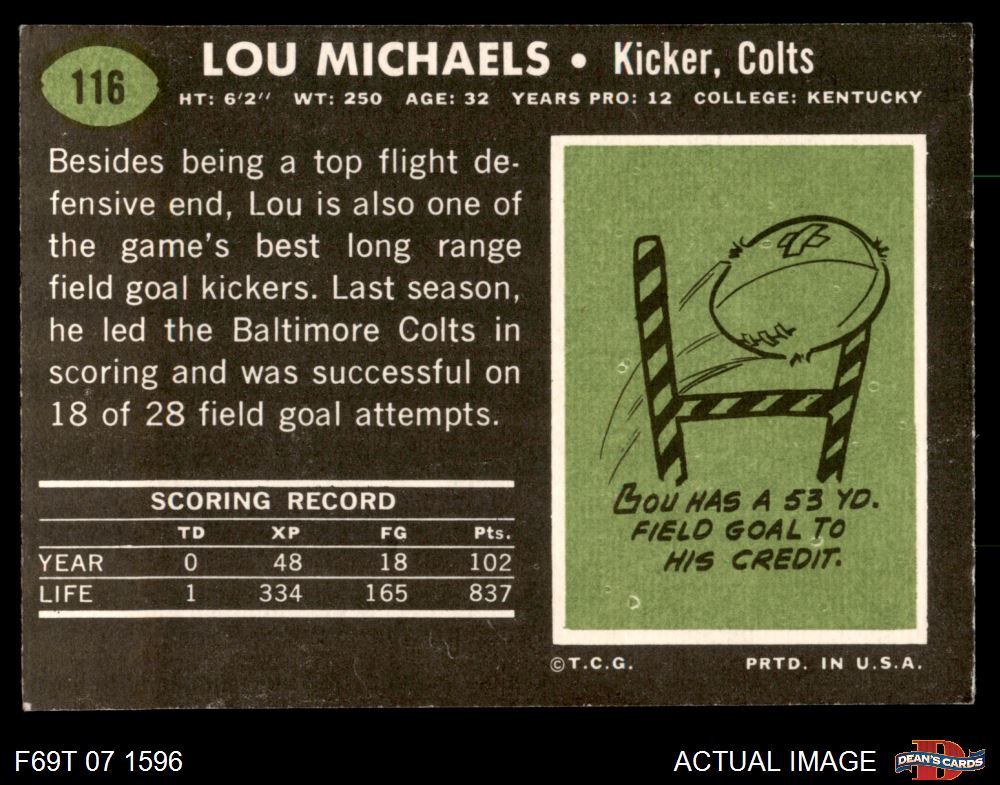 116
LOU MICHAELS • Kicker, Colts
HT: 6'2" WT: 250 AGE: 32 YEARS PRO: 12 COLLEGE: KENTUCKY
Besides being a top flight de-
fensive end, Lou is also one of
the game's best long range
field goal kickers. Last season,
he led the Baltimore Colts in
scoring and was successful on
18 of 28 field goal attempts.
SCORING RECORD
TD XP FG Pts.
YEAR 0 48 18 102
LIFE 1 334 165 837
LOU HAS A 53 YD.
FIELD GOAL TO
HIS CREDIT.
©T.C.G. PRTD. IN U.S.A.
F69T 07 1596
ACTUAL IMAGE
D
DEAN'S CARDS